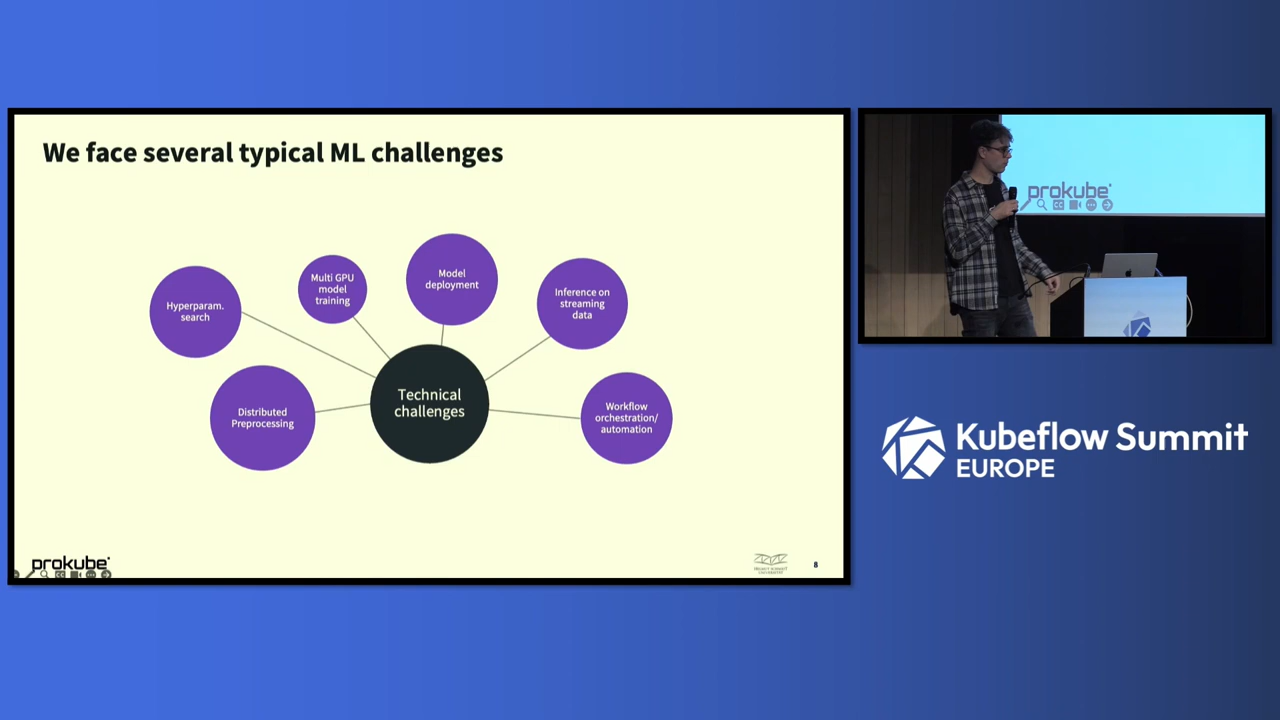 We face several typical ML challenges
Hyperparam.
search
Multi GPU
model
training
Model
deployment
Inference on
streaming
data
Distributed
Preprocessing
Technical
challenges
Workflow
orchestration/
automation
prokube
8
prokube
Kubeflow Summit
EUROPE